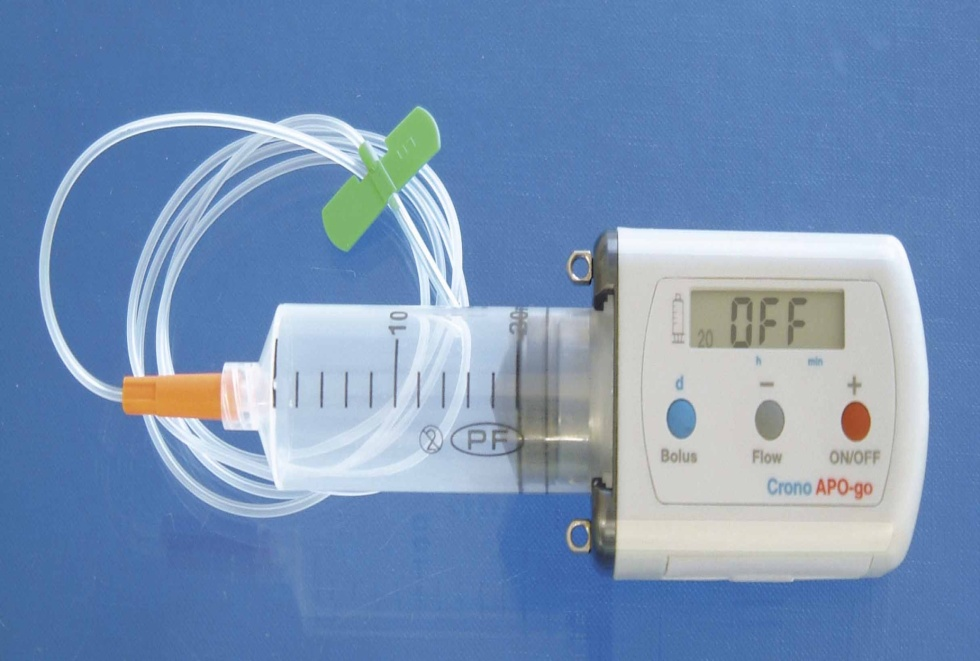 10
20
PF
20 OFF
h min
d − +
Bolus Flow ON/OFF
Crono APO-go